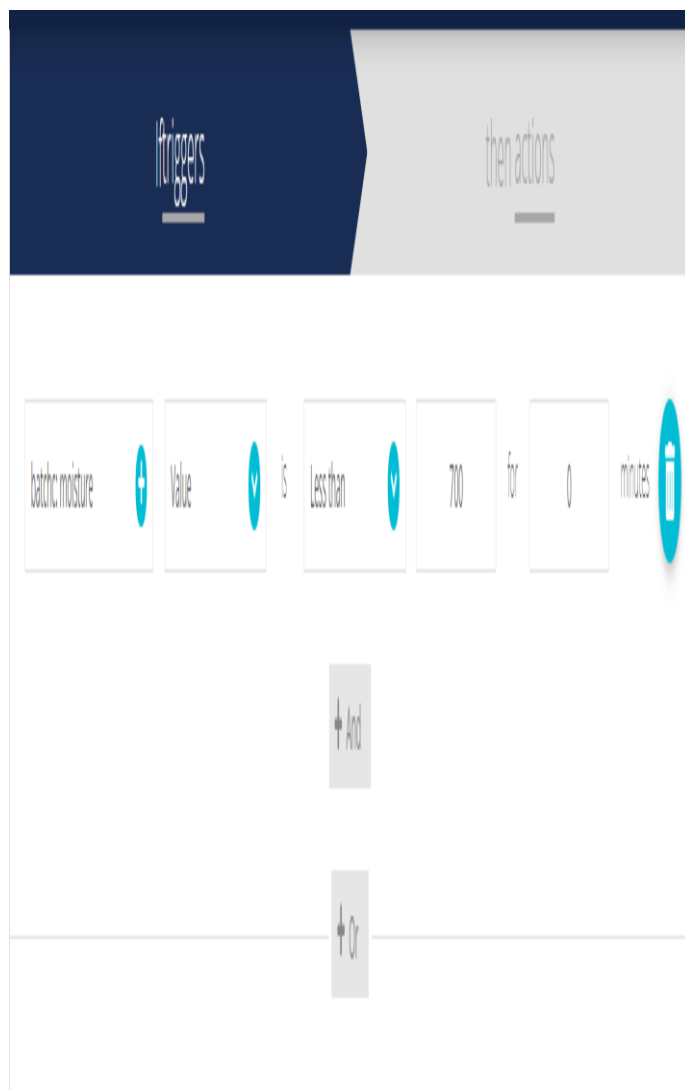 If triggers
then actions
batchc: moisture Value is Less than 700 for 0 minutes
+ And
+ Or